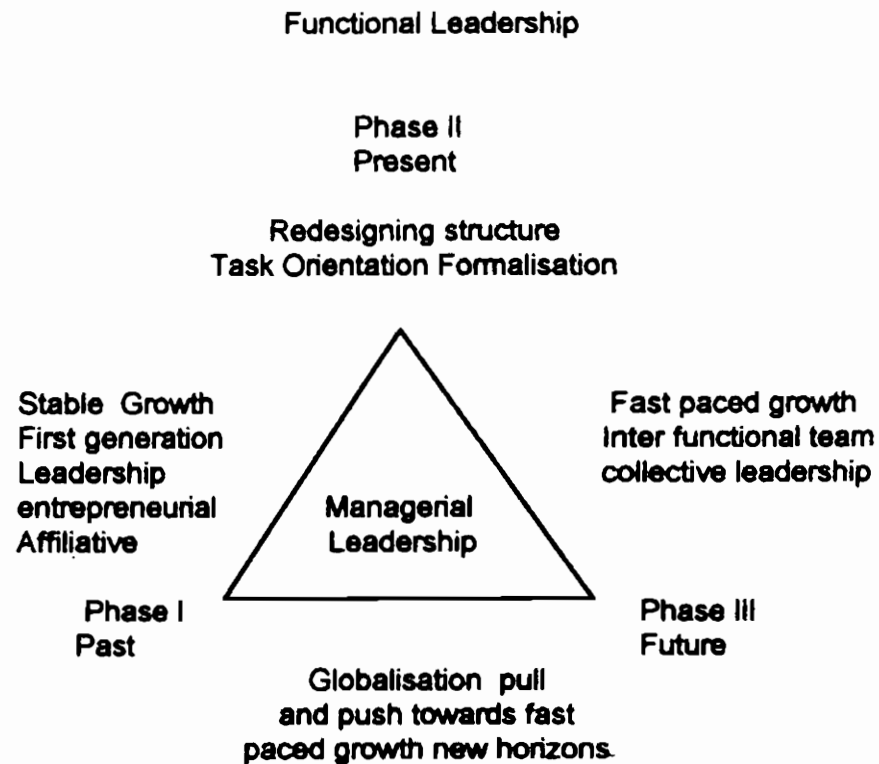 Functional Leadership
Phase II
Present
Redesigning structure
Task Orientation Formalisation
Stable Growth
First generation
Leadership
entrepreneurial
Affiliative
Fast paced growth
Inter functional team
collective leadership
Managerial
Leadership
Phase I
Past
Phase III
Future
Globalisation pull
and push towards fast
paced growth new horizons.